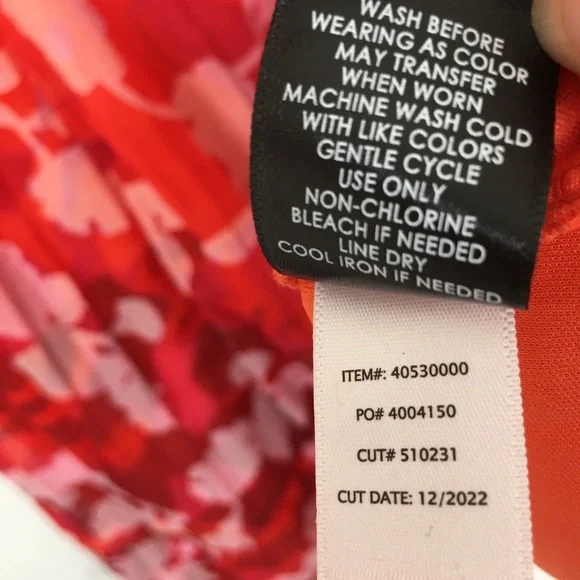 WASH BEFORE
WEARING AS COLOR
MAY TRANSFER
WHEN WORN
MACHINE WASH COLD
WITH LIKE COLORS
GENTLE CYCLE
USE ONLY
NON-CHLORINE
BLEACH IF NEEDED
LINE DRY
COOL IRON IF NEEDED
ITEM#: 40530000
PO# 4004150
CUT# 510231
CUT DATE: 12/2022